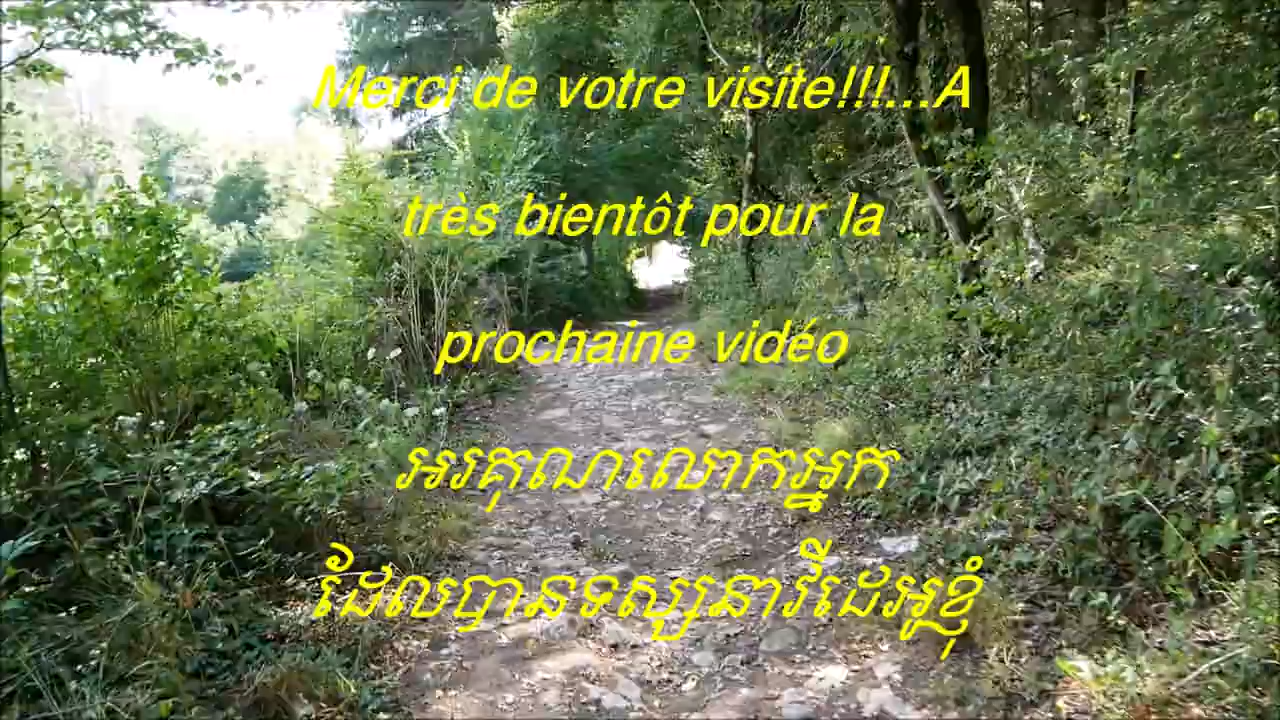 Merci de votre visite!!!...A
très bientôt pour la
prochaine vidéo
អរគុណលោកអ្នក
ដែលបានទស្សនាវីដេអូខ្ញុំ